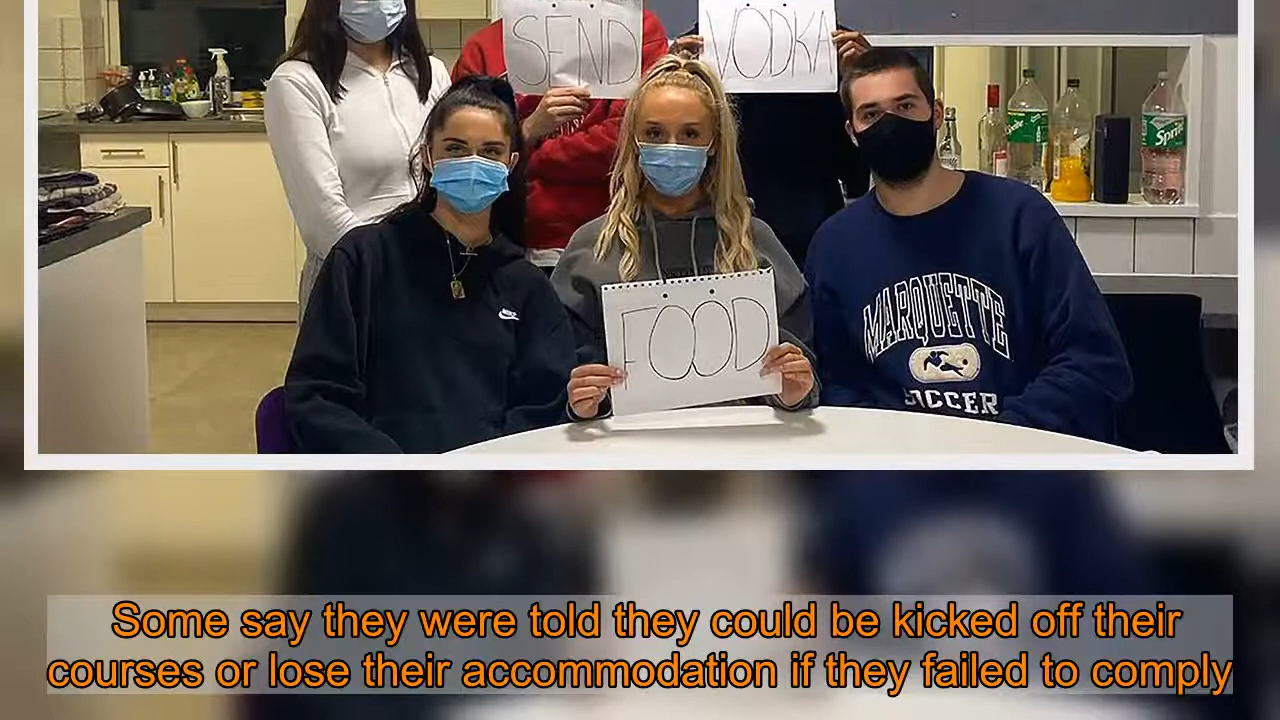 SEND VODKA
Sprite
Sprite
FOOD
MARQUETTE
SOCCER
Some say they were told they could be kicked off their
courses or lose their accommodation if they failed to comply